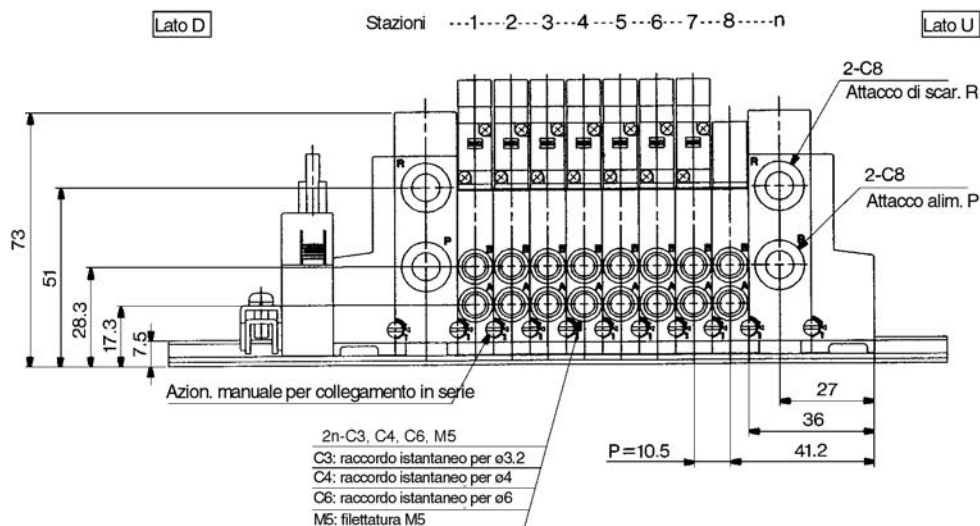 Lato D
Stazioni ----1----2----3----4----5----6----7----8-----n
Lato U
2-C8
Attacco di scar. R
2-C8
Attacco alim. P
R
P
R
P
B B B B B B B B
A A A A A A A A
73
51
28.3
17.3
7.5
Azion. manuale per collegamento in serie
27
36
P=10.5
41.2
2n-C3, C4, C6, M5
C3: raccordo istantaneo per ø3.2
C4: raccordo istantaneo per ø4
C6: raccordo istantaneo per ø6
M5: filettatura M5